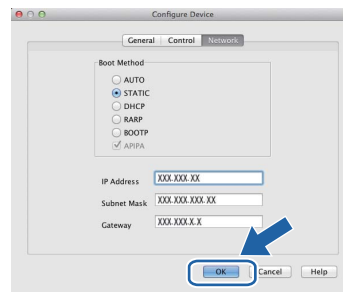 Configure Device
General Control Network
Boot Method
AUTO
STATIC
DHCP
RARP
BOOTP
APIPA
IP Address XXX.XXX.XX
Subnet Mask XXX.XXX.XXX.XX
Gateway XXX.XXX.X.X
OK Cancel Help